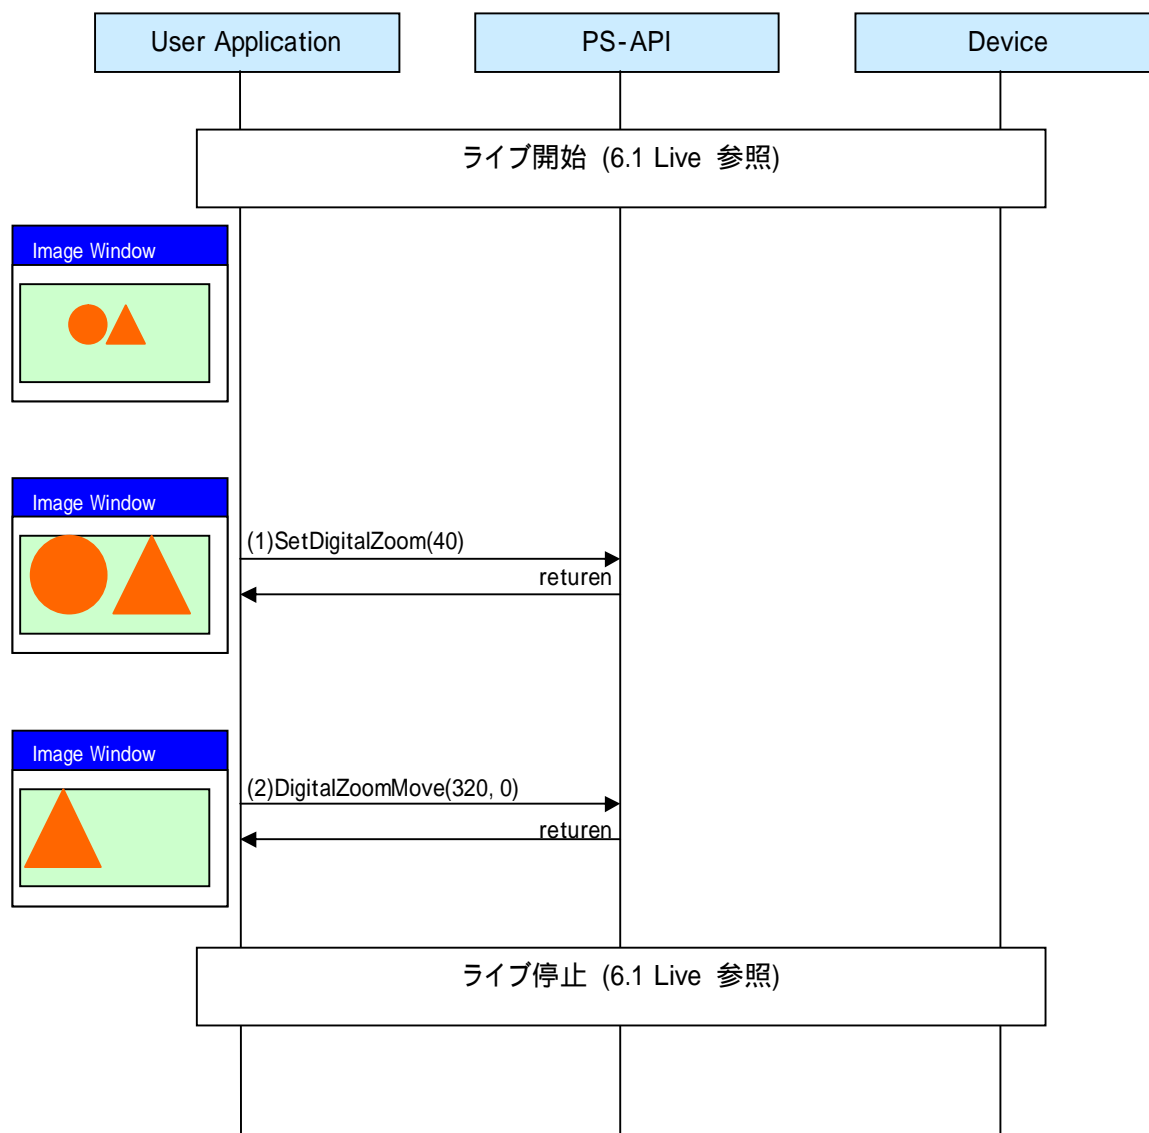 User Application
PS-API
Device
ライブ開始 (6.1 Live 参照)
Image Window
Image Window
(1)SetDigitalZoom(40)
returen
Image Window
(2)DigitalZoomMove(320, 0)
returen
ライブ停止 (6.1 Live 参照)